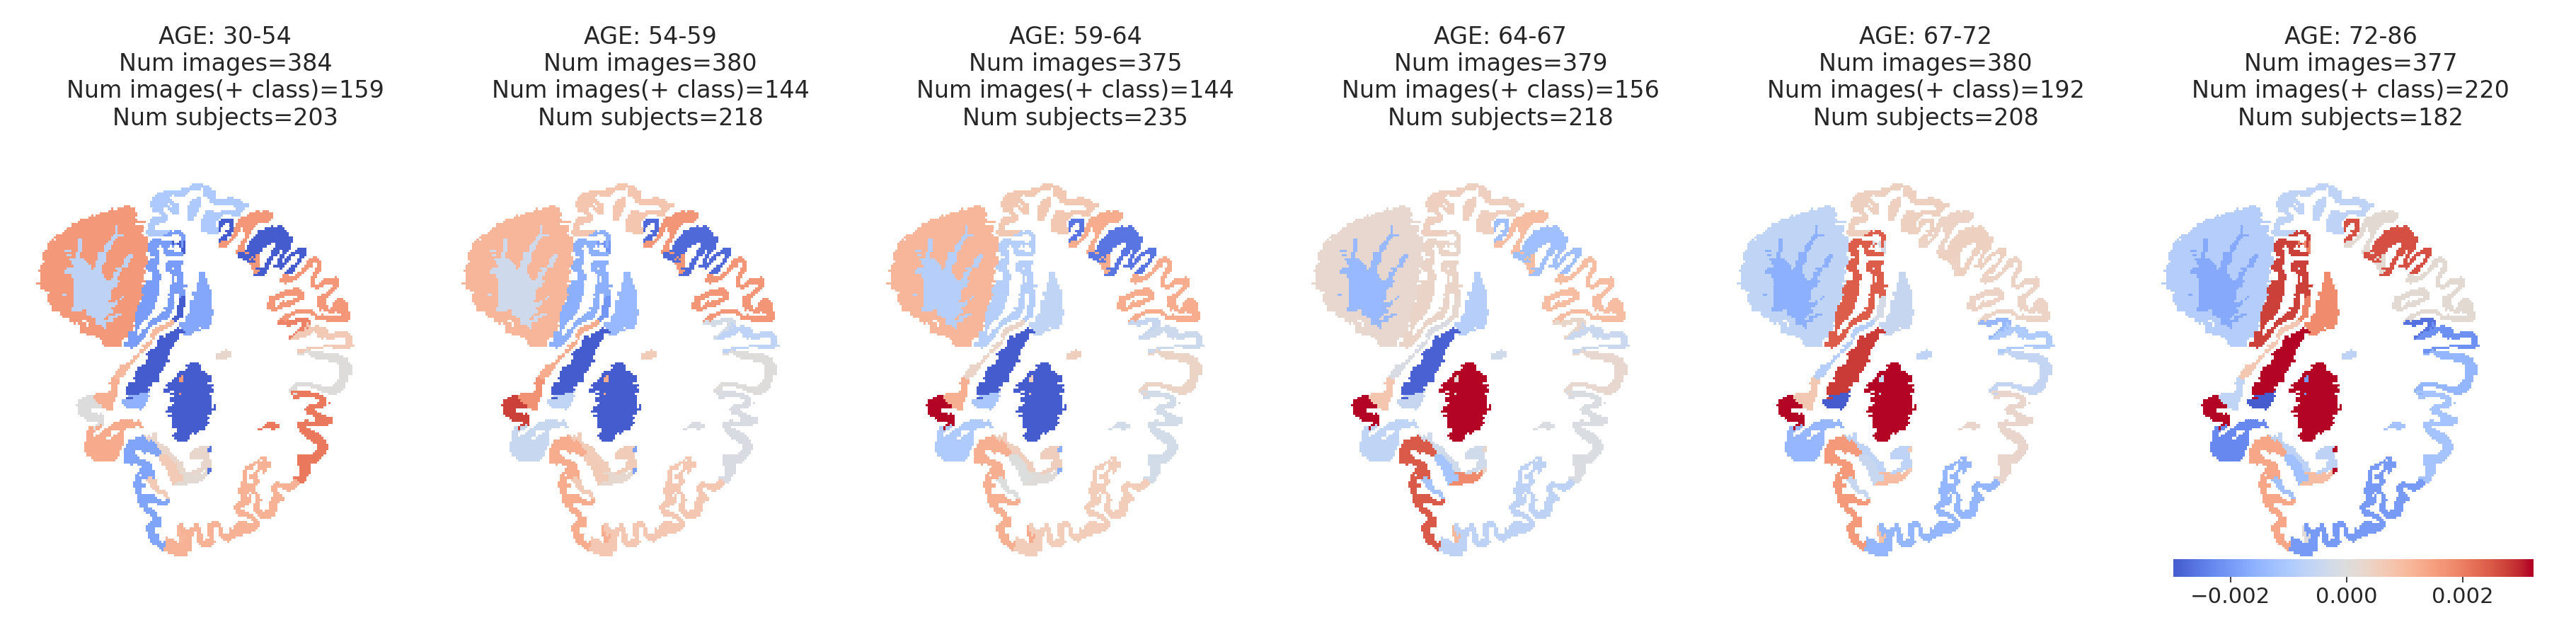 AGE: 30-54
Num images=384
Num images(+ class)=159
Num subjects=203
AGE: 54-59
Num images=380
Num images(+ class)=144
Num subjects=218
AGE: 59-64
Num images=375
Num images(+ class)=144
Num subjects=235
AGE: 64-67
Num images=379
Num images(+ class)=156
Num subjects=218
AGE: 67-72
Num images=380
Num images(+ class)=192
Num subjects=208
AGE: 72-86
Num images=377
Num images(+ class)=220
Num subjects=182
−0.002 0.000 0.002